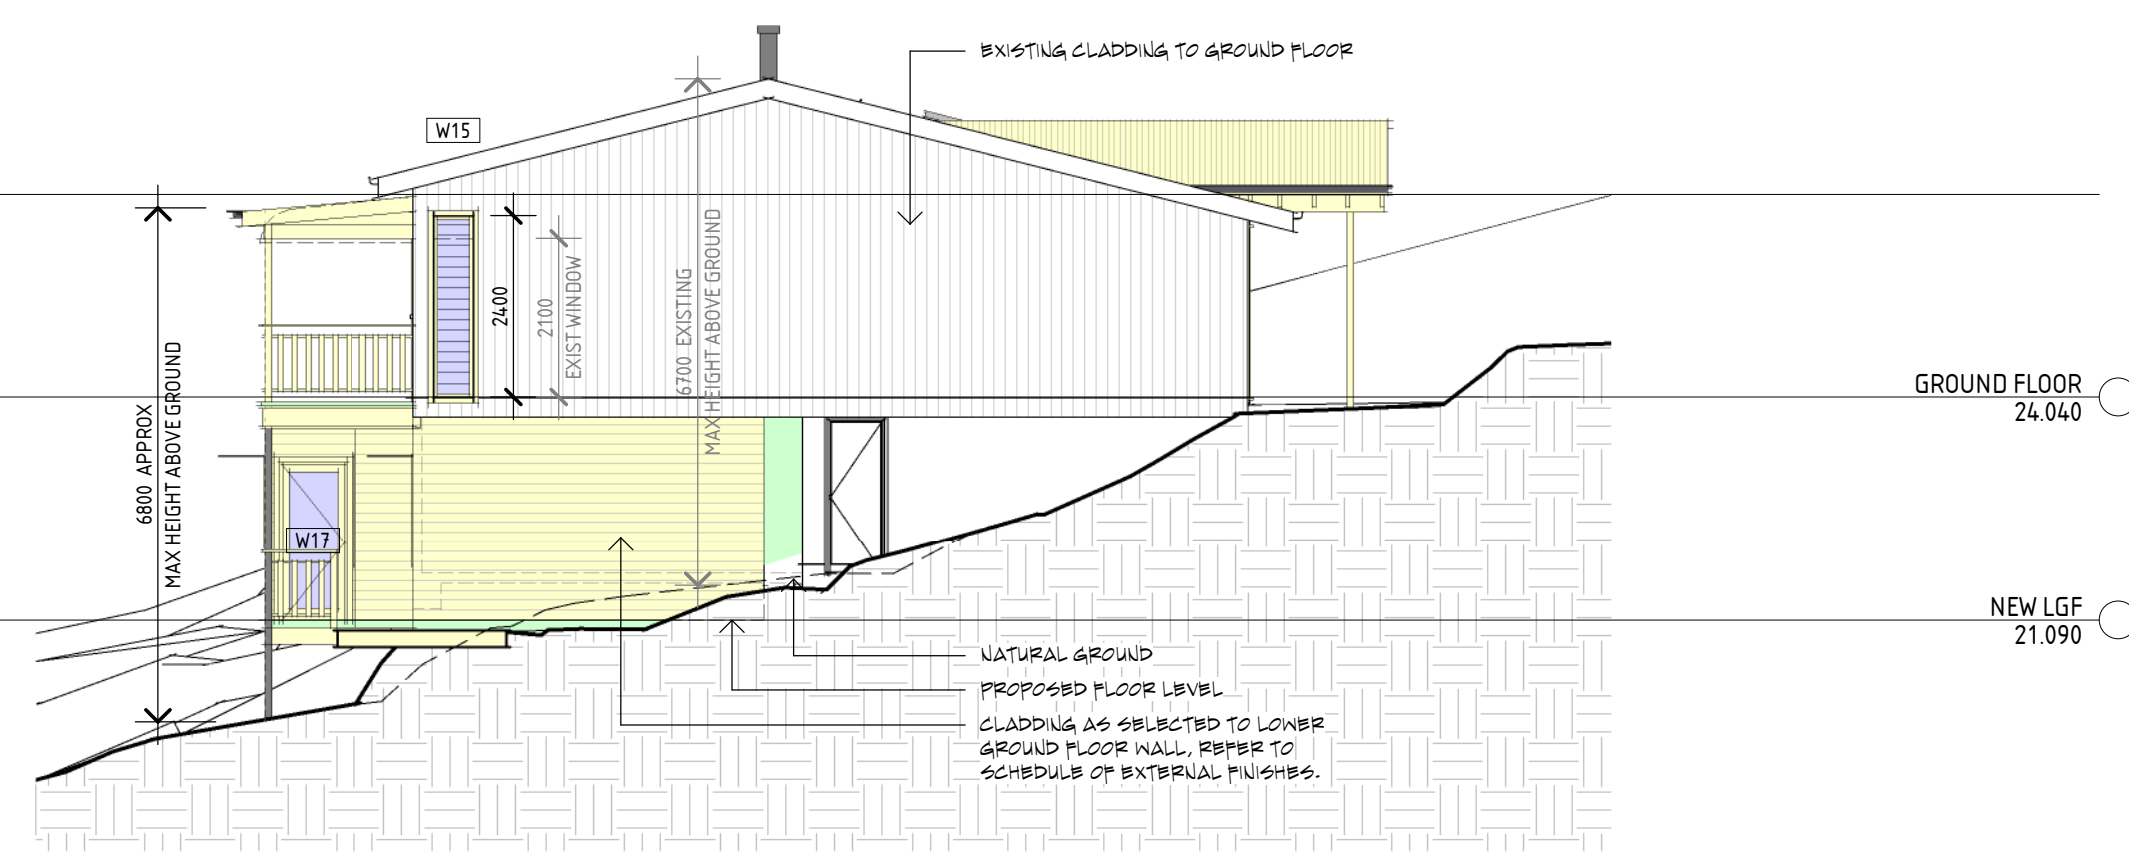 EXISTING CLADDING TO GROUND FLOOR
W15
2400
2100
EXIST WINDOW
6700 EXISTING
MAX HEIGHT ABOVE GROUND
6800 APPROX
MAX HEIGHT ABOVE GROUND
GROUND FLOOR
24.040
W17
NEW LGF
21.090
NATURAL GROUND
PROPOSED FLOOR LEVEL
CLADDING AS SELECTED TO LOWER
GROUND FLOOR WALL, REFER TO
SCHEDULE OF EXTERNAL FINISHES.